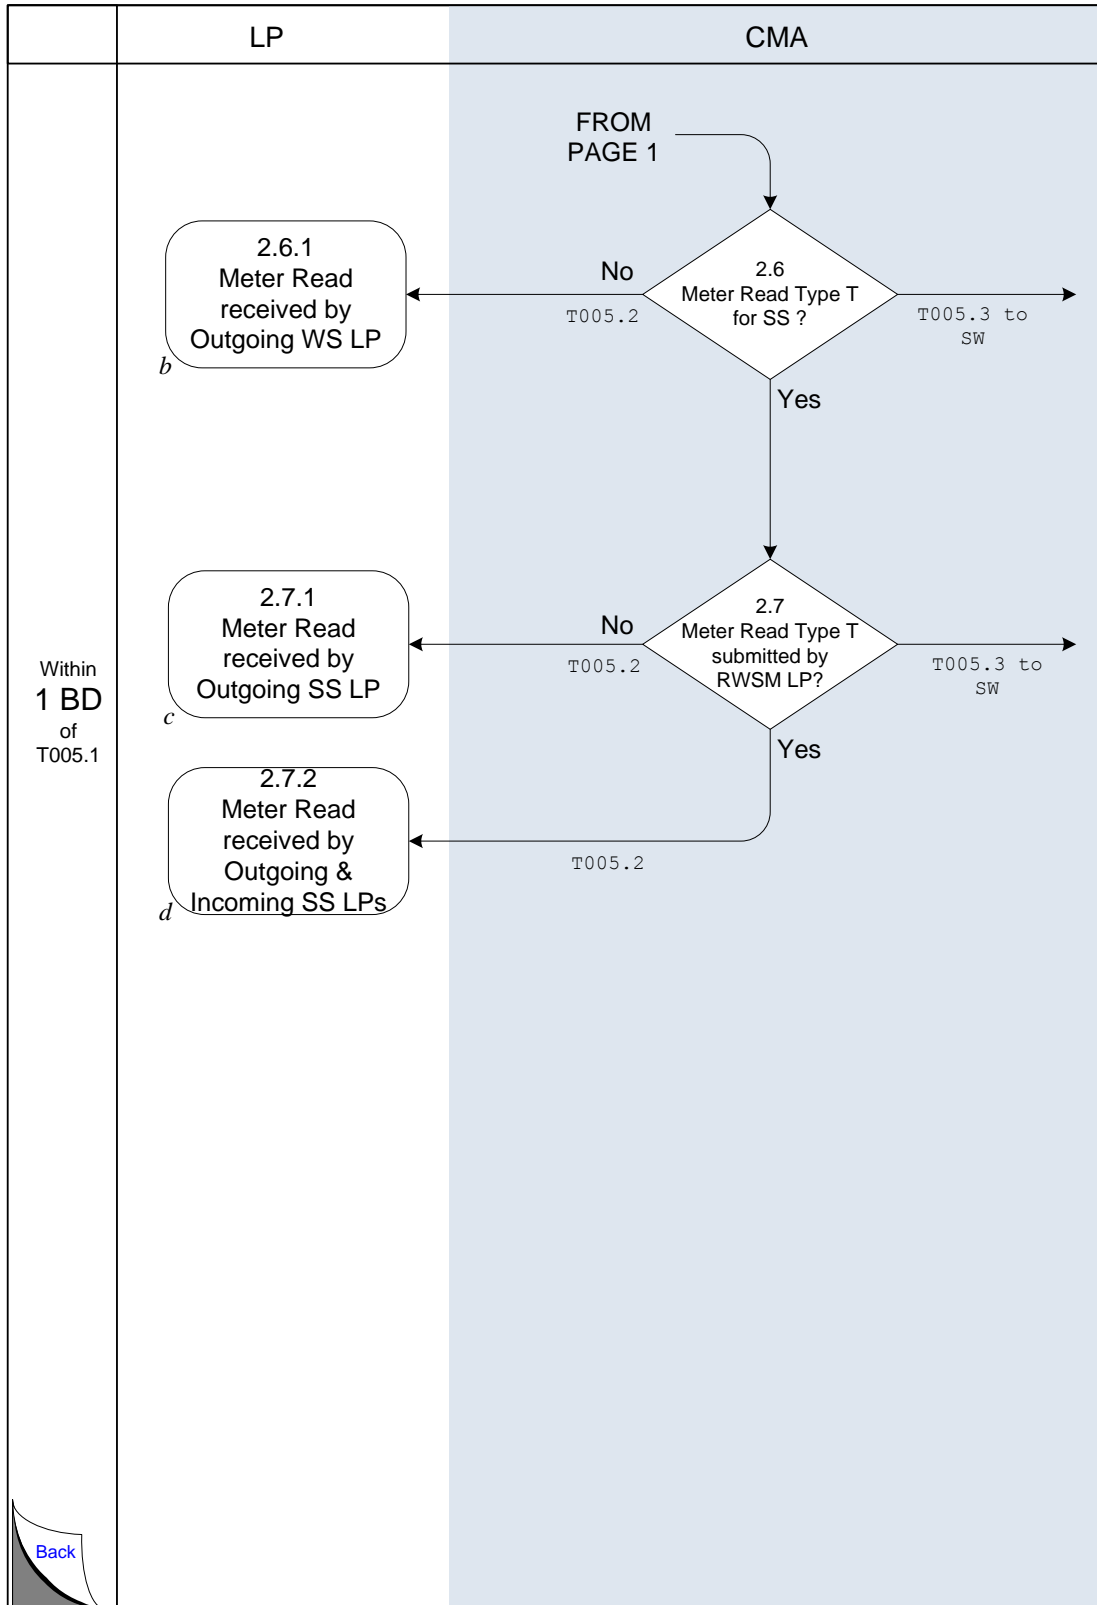 LP
CMA
FROM
PAGE 1
2.6.1
Meter Read
received by
Outgoing WS LP
b
No
T005.2
2.6
Meter Read Type T
for SS ?
T005.3 to
SW
Yes
Within
1 BD
of
T005.1
2.7.1
Meter Read
received by
Outgoing SS LP
c
No
T005.2
2.7
Meter Read Type T
submitted by
RWSM LP?
T005.3 to
SW
Yes
2.7.2
Meter Read
received by
Outgoing &
Incoming SS LPs
d
T005.2
Back